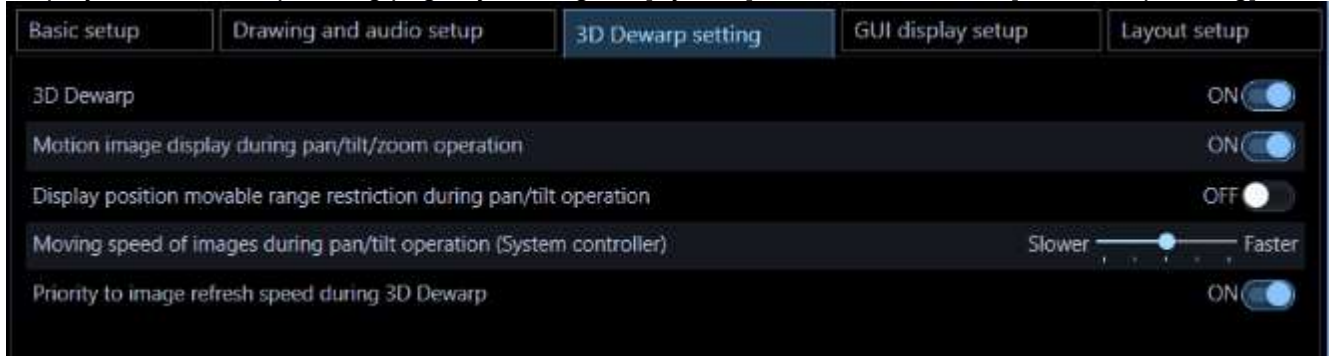 Basic setup Drawing and audio setup 3D Dewarp setting GUI display setup Layout setup
3D Dewarp ON
Motion image display during pan/tilt/zoom operation ON
Display position movable range restriction during pan/tilt operation OFF
Moving speed of images during pan/tilt operation (System controller) Slower Faster
Priority to image refresh speed during 3D Dewarp ON